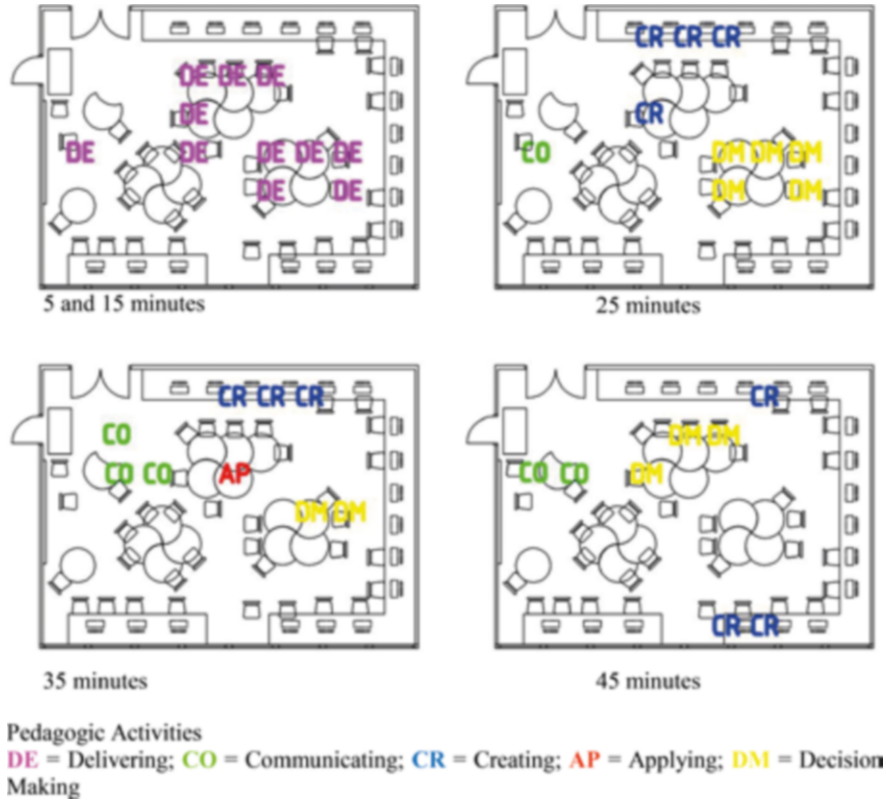 DE DE DE
DE
DE DE DE DE DE
DE DE
5 and 15 minutes
CR CR CR
CR
CO DM DM DM
DM DM
25 minutes
CR CR CR
CO
CO CO AP
DM DM
35 minutes
CR
DM DM
CO CO DM
CR CR
45 minutes
Pedagogic Activities
DE = Delivering; CO = Communicating; CR = Creating; AP = Applying; DM = Decision
Making